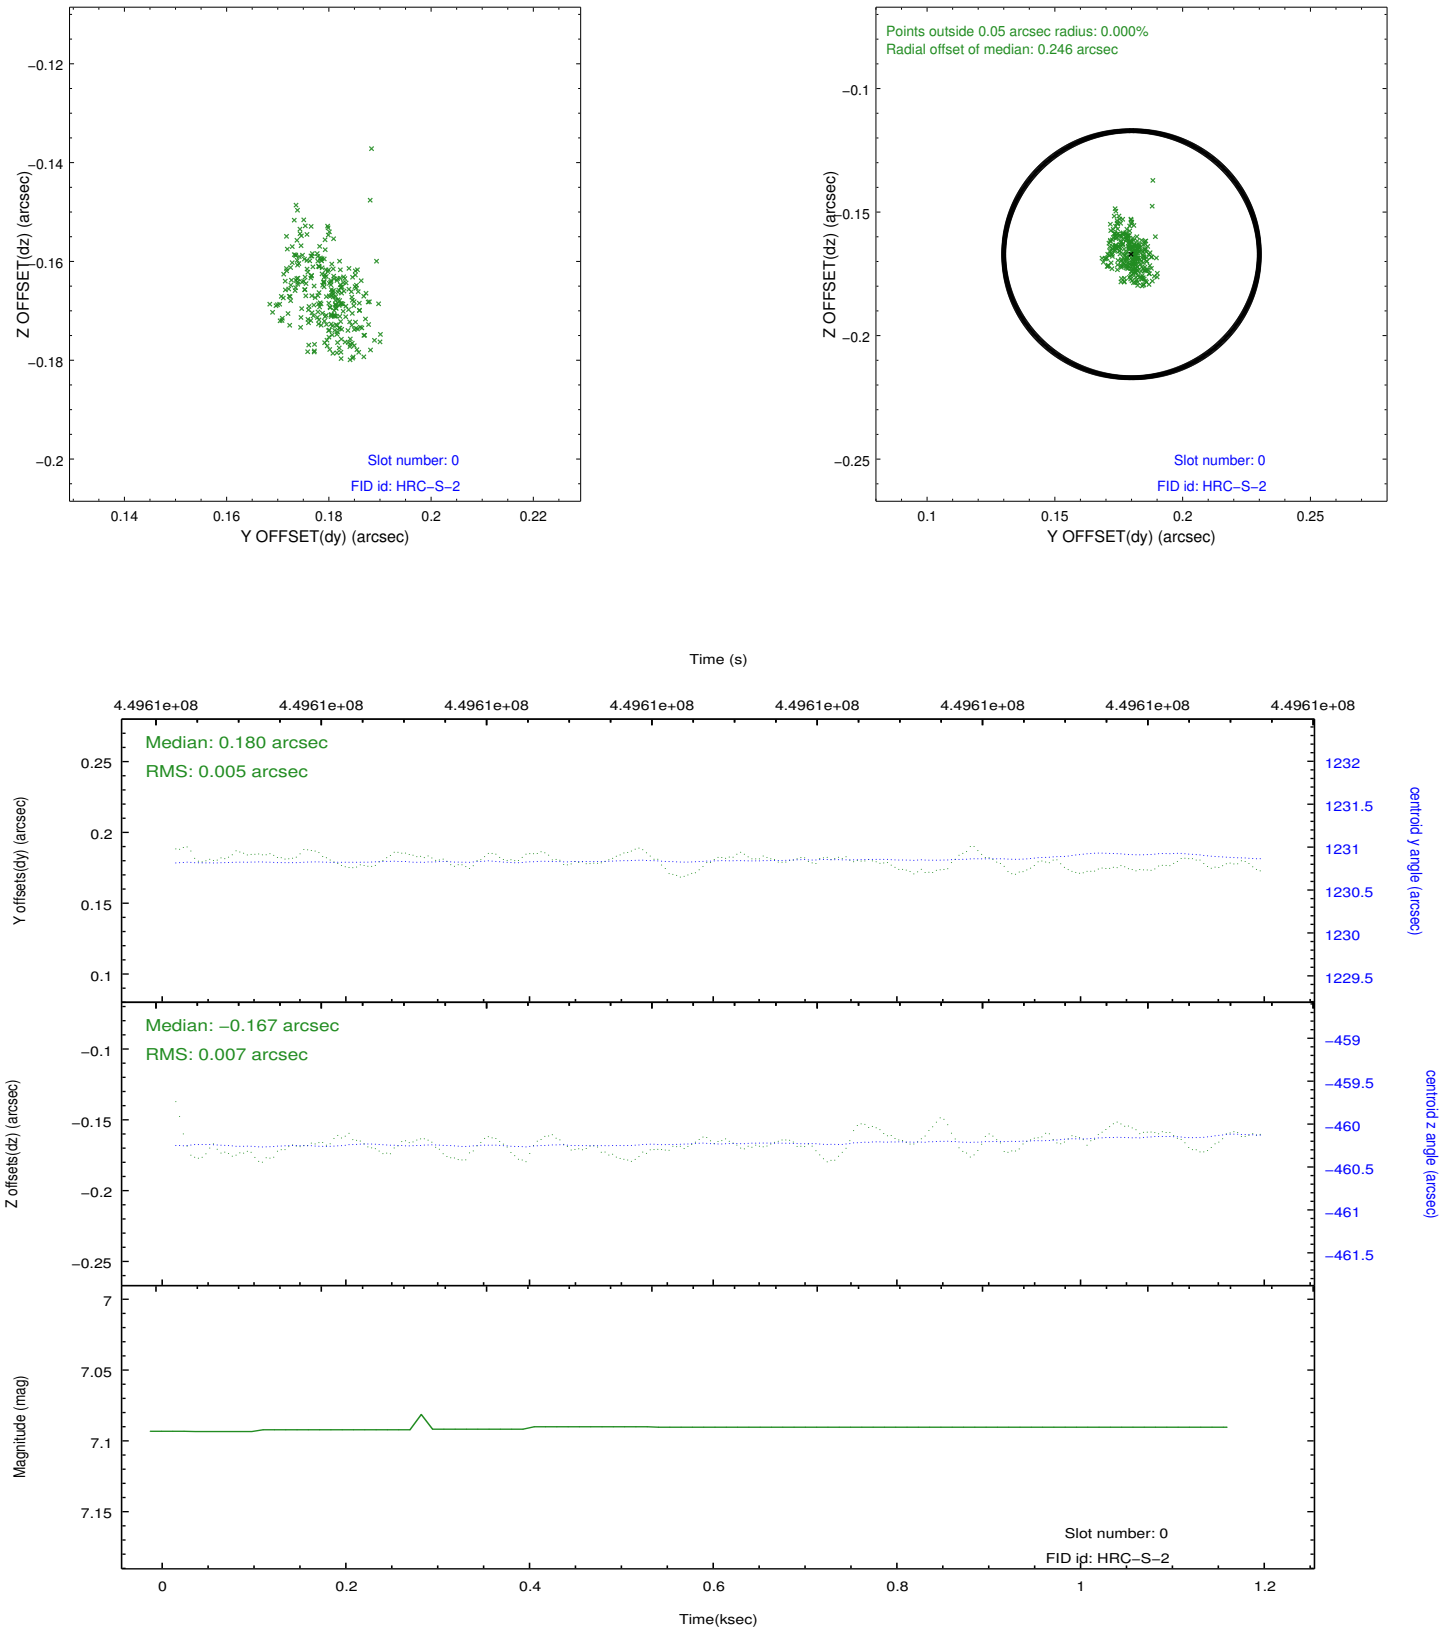 −0.12
−0.14
−0.16
−0.18
−0.2
Z OFFSET(dz) (arcsec)
Slot number: 0
FID id: HRC−S−2
0.14 0.16 0.18 0.2 0.22
Y OFFSET(dy) (arcsec)
Points outside 0.05 arcsec radius: 0.000%
Radial offset of median: 0.246 arcsec
−0.1
−0.15
−0.2
−0.25
Z OFFSET(dz) (arcsec)
Slot number: 0
FID id: HRC−S−2
0.1 0.15 0.2 0.25
Y OFFSET(dy) (arcsec)
Time (s)
4.4961e+08 4.4961e+08 4.4961e+08 4.4961e+08 4.4961e+08 4.4961e+08 4.4961e+08 4.4961e+08
Median: 0.180 arcsec
RMS: 0.005 arcsec
0.25
0.2
0.15
0.1
Y offsets(dy) (arcsec)
1232
1231.5
1231
1230.5
1230
1229.5
centroid y angle (arcsec)
Median: −0.167 arcsec
RMS: 0.007 arcsec
−0.1
−0.15
−0.2
−0.25
Z offsets(dz) (arcsec)
−459
−459.5
−460
−460.5
−461
−461.5
centroid z angle (arcsec)
7
7.05
7.1
7.15
Magnitude (mag)
Slot number: 0
FID id: HRC−S−2
0 0.2 0.4 0.6 0.8 1 1.2
Time(ksec)